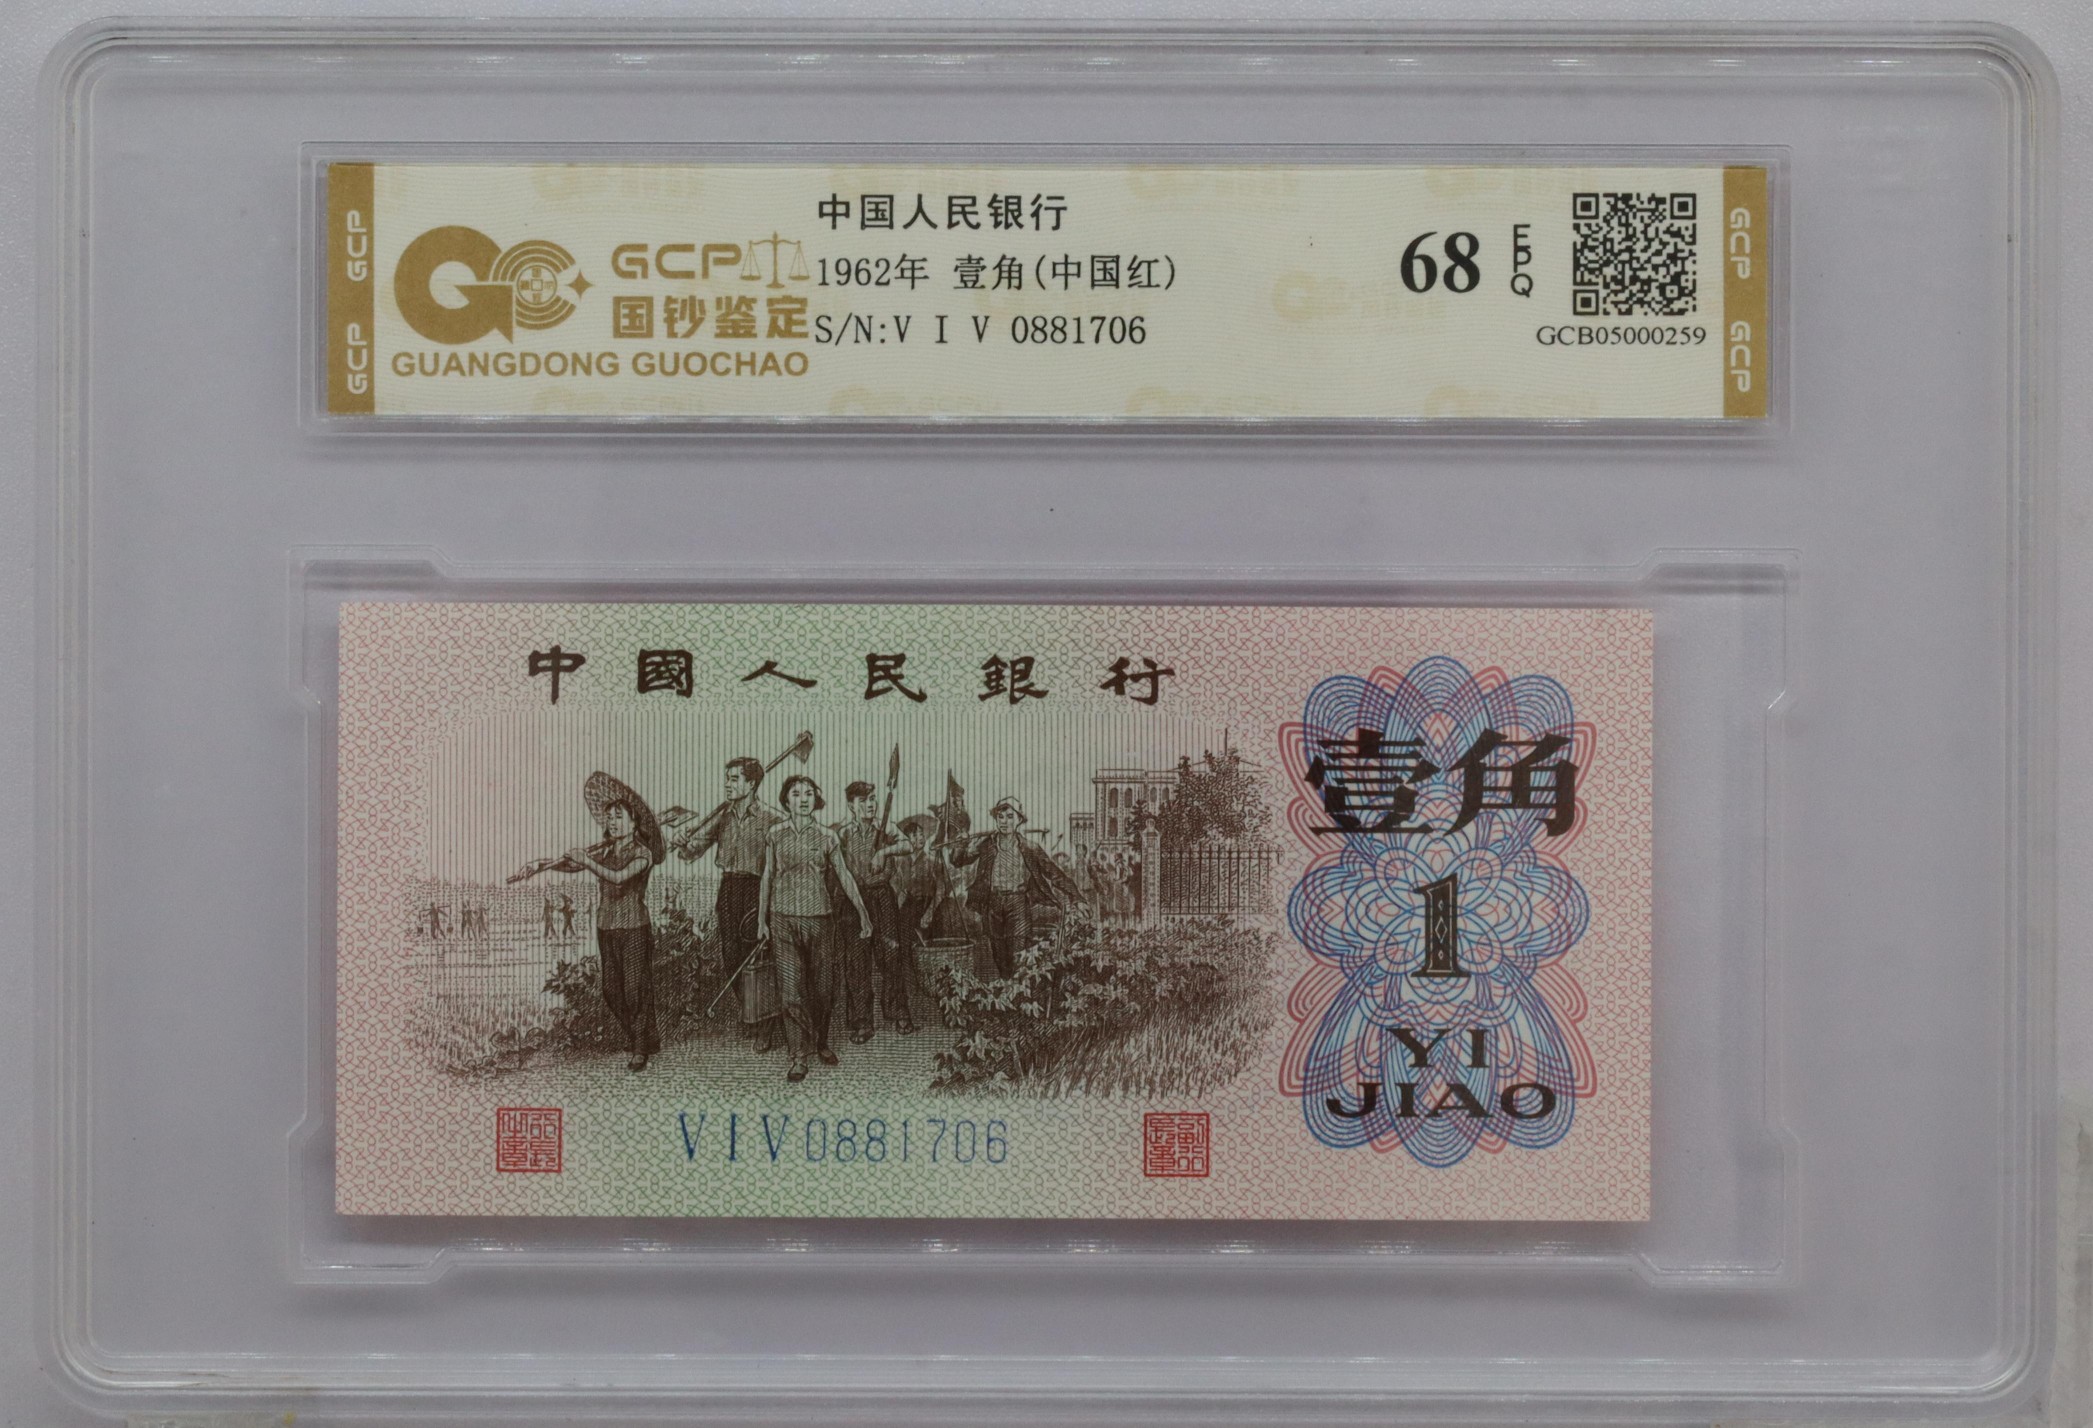 GCP GCP
GCP
国钞鉴定
GUANGDONG GUOCHAO
中国人民银行
1962年 壹角(中国红)
S/N:V I V 0881706
68 EPQ
GCB05000259
GCP GCP
中國人民銀行
壹角
1
YI
JIAO
VIV0881706